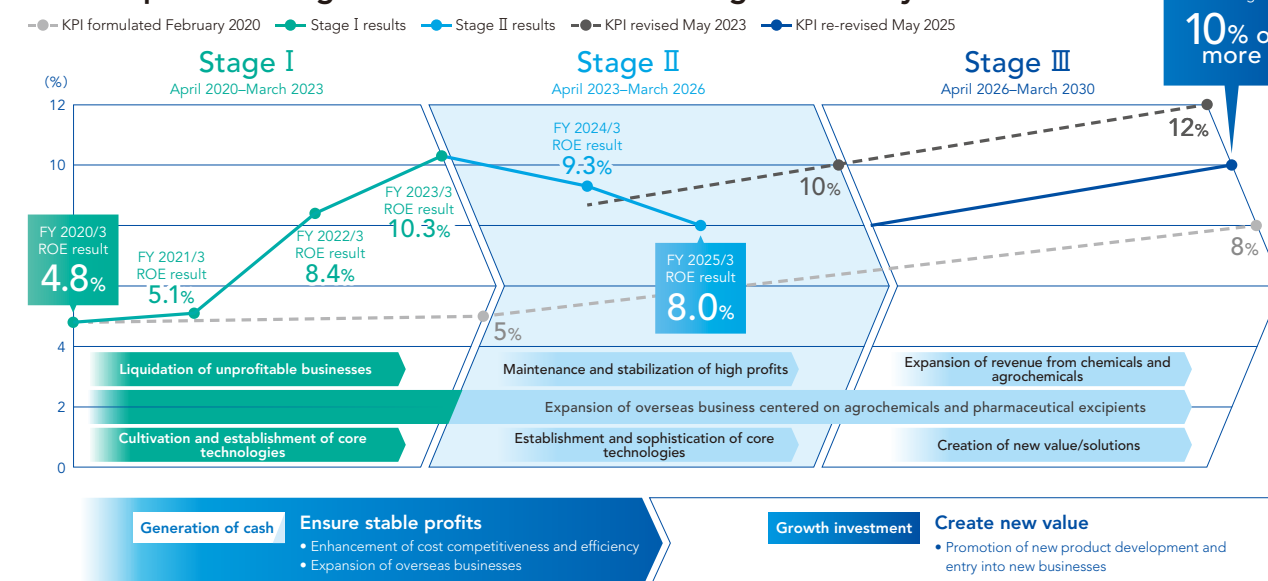 KPI formulated February 2020
Stage I results
Stage II results
KPI revised May 2023
KPI re-revised May 2025
10% o
more
Stage I
April 2020–March 2023
Stage II
April 2023–March 2026
Stage III
April 2026–March 2030
(%)
12
10
4
2
0
FY 2020/3
ROE result
4.8%
FY 2021/3
ROE result
5.1%
FY 2022/3
ROE result
8.4%
FY 2023/3
ROE result
10.3%
FY 2024/3
ROE result
9.3%
FY 2025/3
ROE result
8.0%
5%
10%
12%
8%
Liquidation of unprofitable businesses
Maintenance and stabilization of high profits
Expansion of revenue from chemicals and
agrochemicals
Expansion of overseas business centered on agrochemicals and pharmaceutical excipients
Cultivation and establishment of core
technologies
Establishment and sophistication of core
technologies
Creation of new value/solutions
Generation of cash
Ensure stable profits
• Enhancement of cost competitiveness and efficiency
• Expansion of overseas businesses
Growth investment
Create new value
• Promotion of new product development and
entry into new businesses